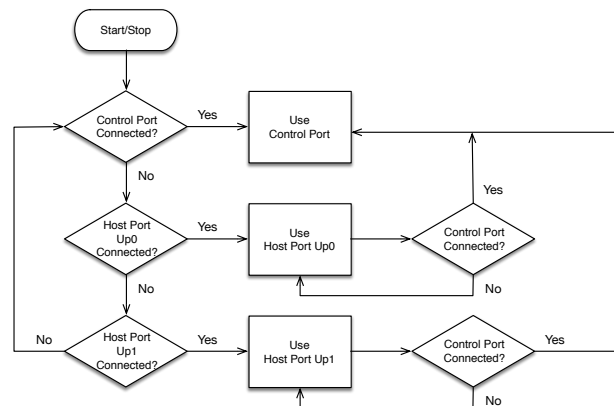 Start/Stop
Control Port
Connected?
Yes
Use
Control Port
No
Yes
Host Port
Up0
Connected?
Yes
Use
Host Port Up0
Control Port
Connected?
No
No
No
Host Port
Up1
Connected?
Yes
Use
Host Port Up1
Control Port
Connected?
Yes
No